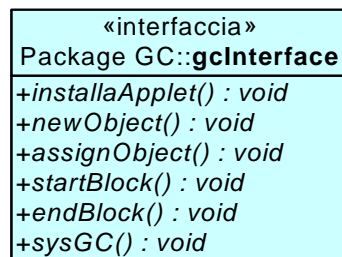 «interfaccia»
Package GC::gcInterface
+installaApplet() : void
+newObject() : void
+assignObject() : void
+startBlock() : void
+endBlock() : void
+sysGC() : void